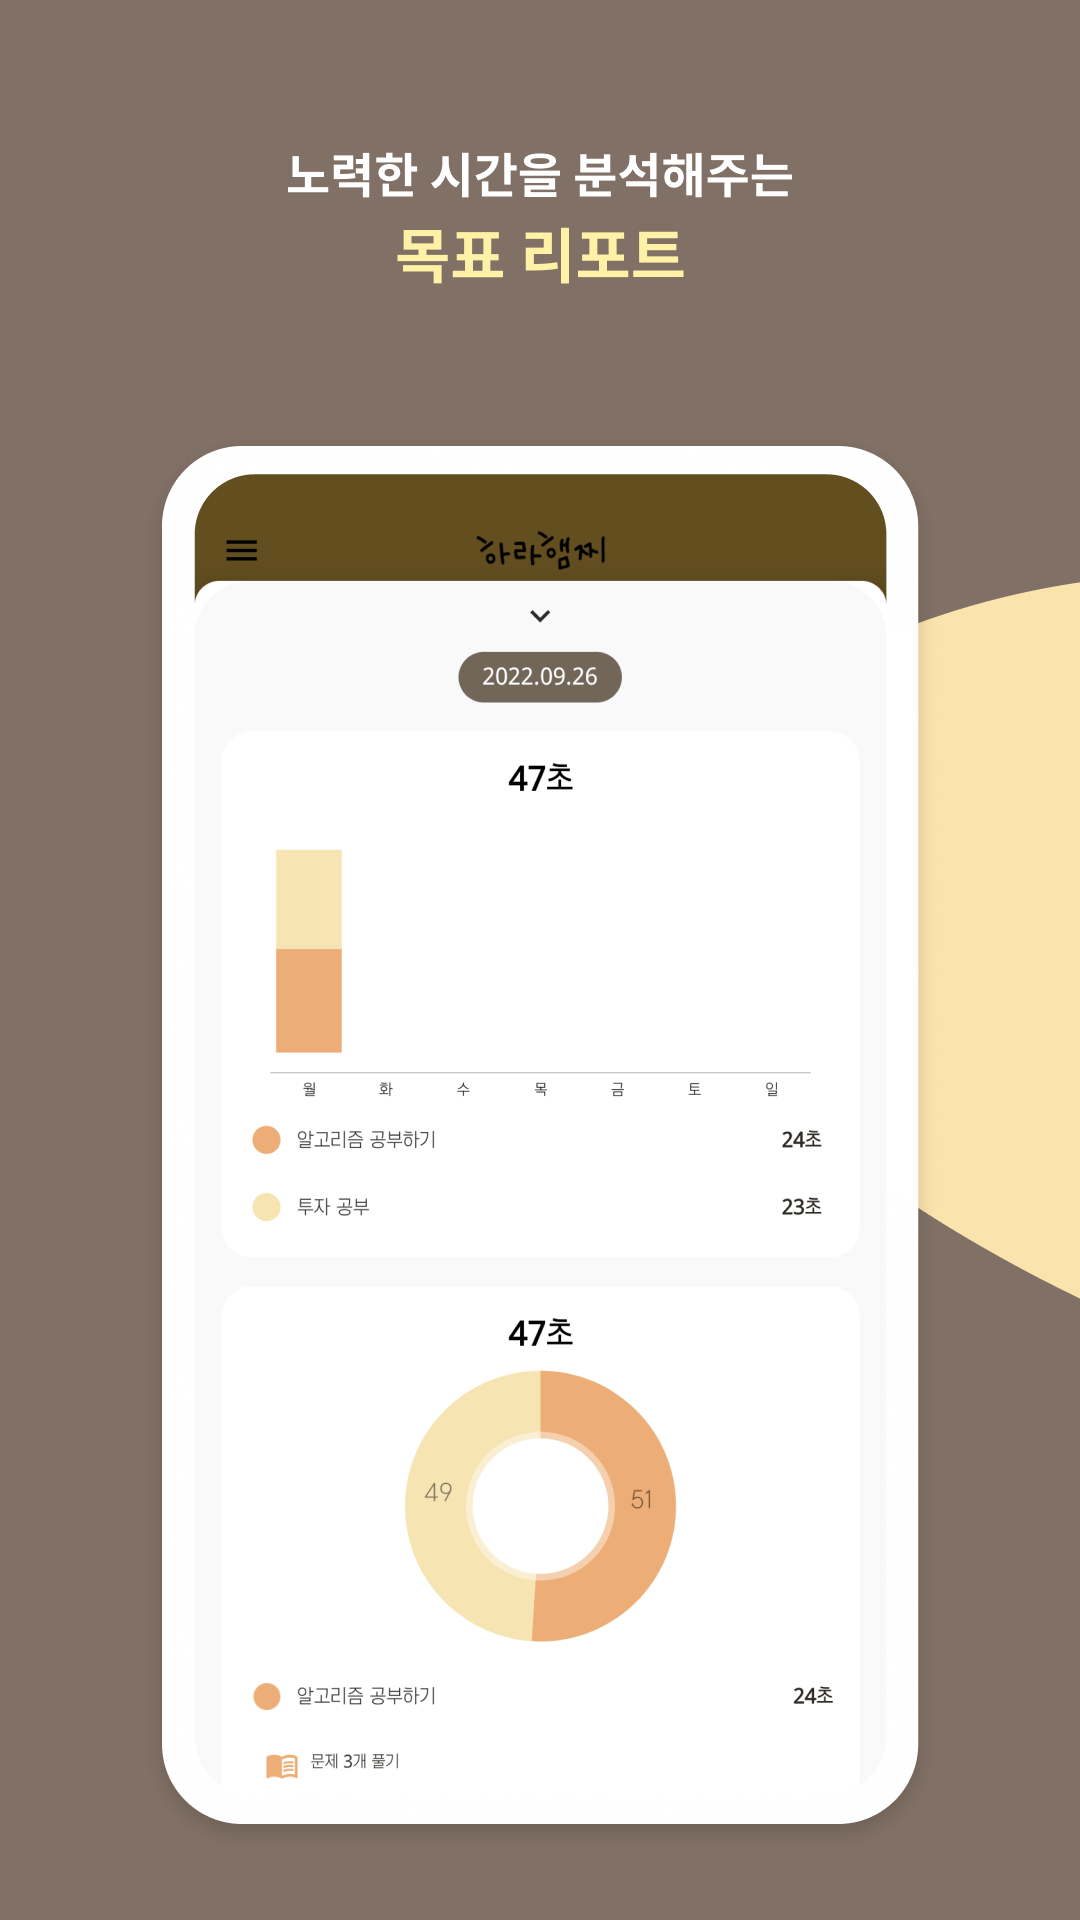 노력한 시간을 분석해주는
목표 리포트
하라햄찌
2022.09.26
47초
월 화 수 목 금 토 일
알고리즘 공부하기 24초
투자 공부 23초
47초
49 51
알고리즘 공부하기 24초
문제 3개 풀기